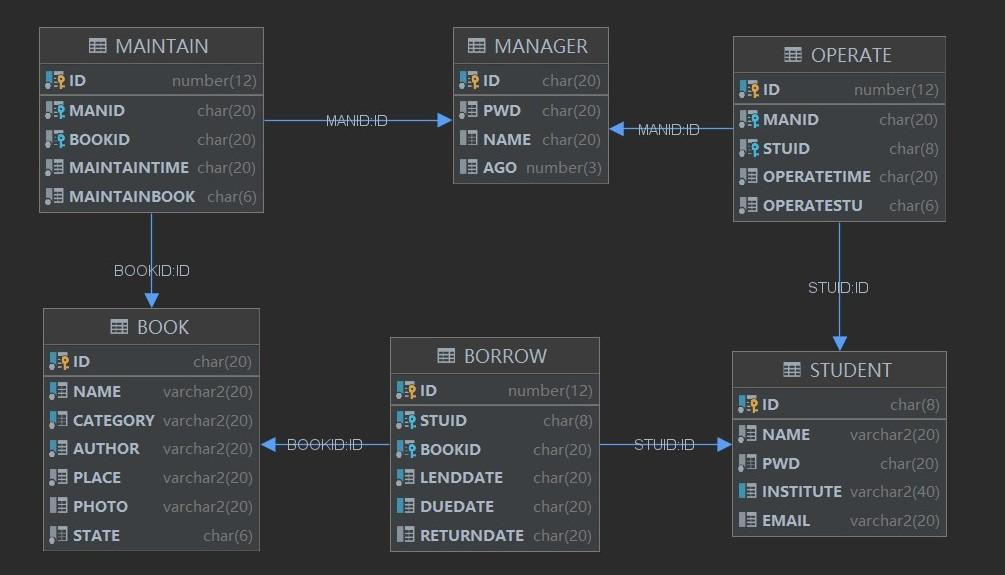 MAINTAIN
ID number(12)
MANID char(20)
BOOKID char(20)
MAINTAINTIME char(20)
MAINTAINBOOK char(6)
MANID:ID
MANAGER
ID char(20)
PWD char(20)
NAME char(20)
AGO number(3)
MANID:ID
OPERATE
ID number(12)
MANID char(20)
STUID char(8)
OPERATETIME char(20)
OPERATESTU char(6)
BOOKID:ID
STUID:ID
BOOK
ID char(20)
NAME varchar2(20)
CATEGORY varchar2(20)
AUTHOR varchar2(20)
PLACE varchar2(20)
PHOTO varchar2(20)
STATE char(6)
BOOKID:ID
BORROW
ID number(12)
STUID char(8)
BOOKID char(20)
LENDDATE char(20)
DUEDATE char(20)
RETURNDATE char(20)
STUID:ID
STUDENT
ID char(8)
NAME varchar2(20)
PWD char(20)
INSTITUTE varchar2(40)
EMAIL varchar2(20)